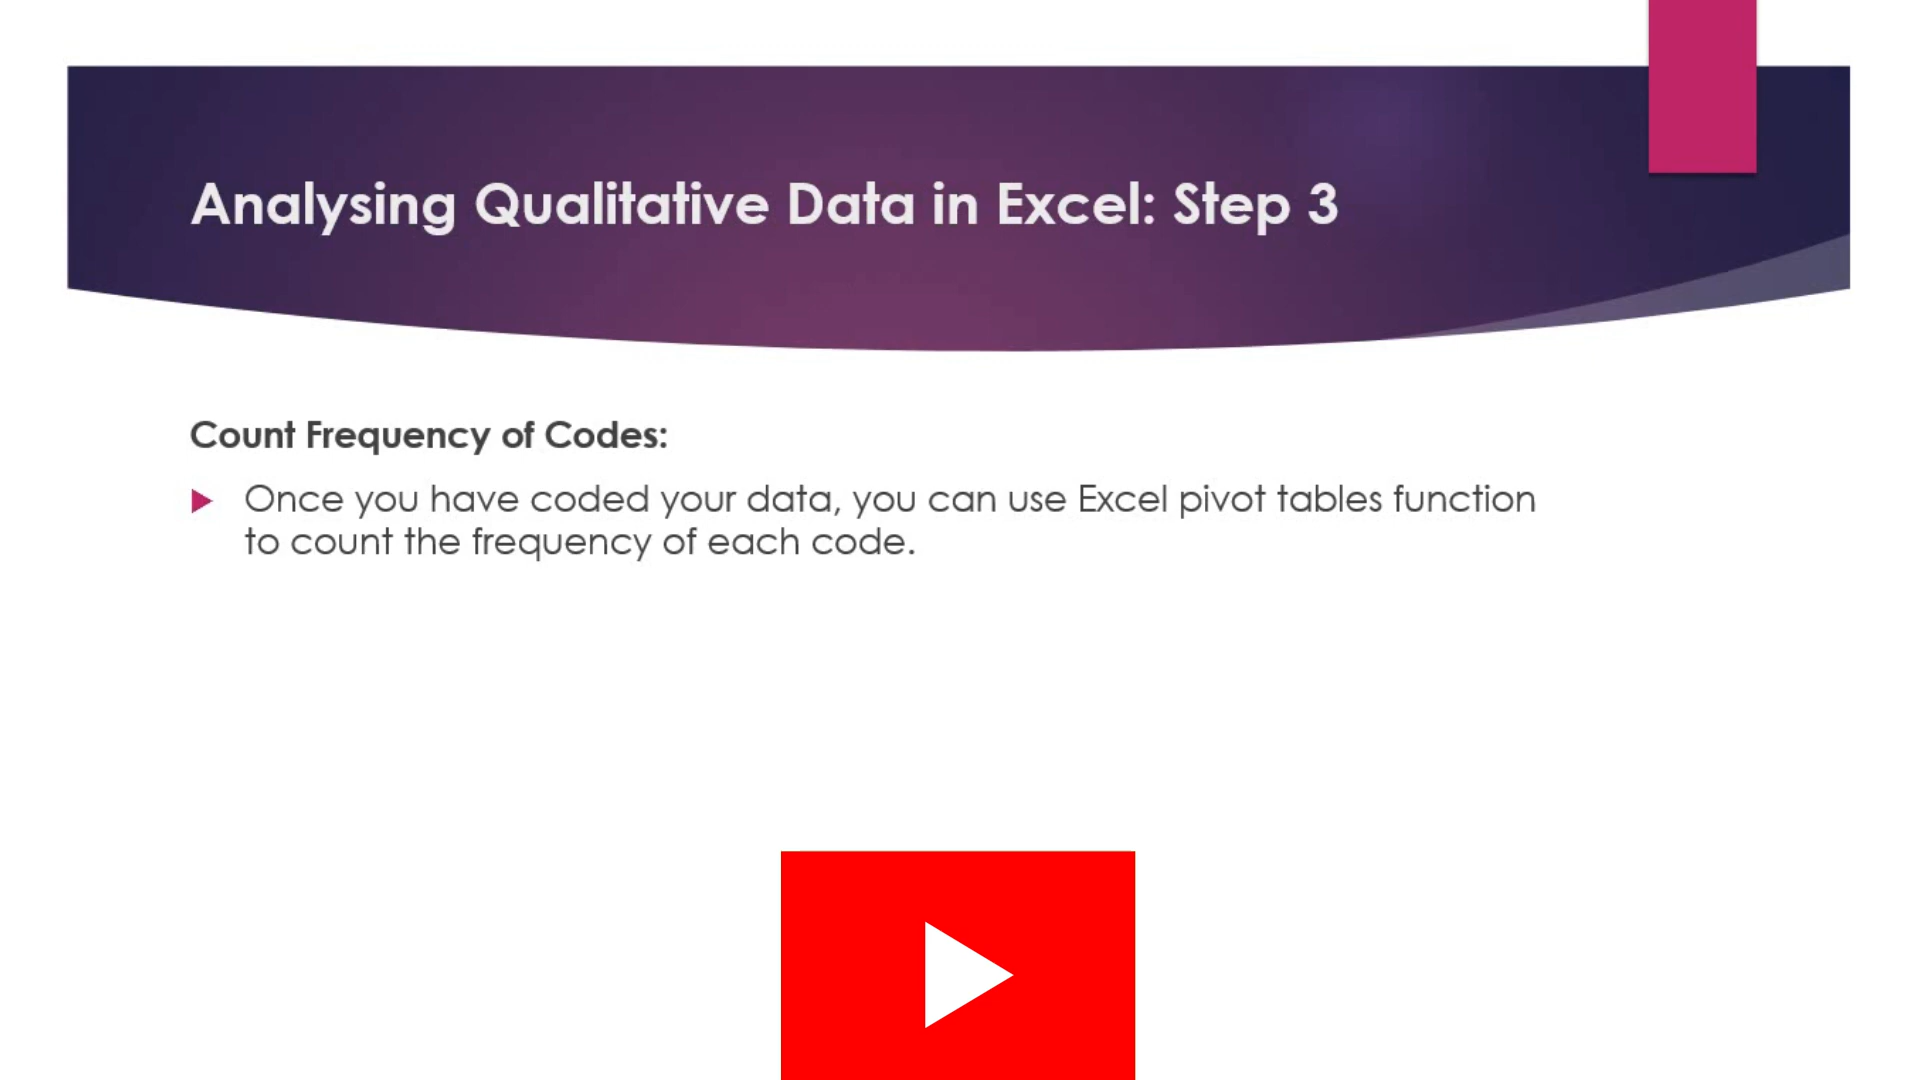 Analysing Qualitative Data in Excel: Step 3
Count Frequency of Codes:
Once you have coded your data, you can use Excel pivot tables function
to count the frequency of each code.